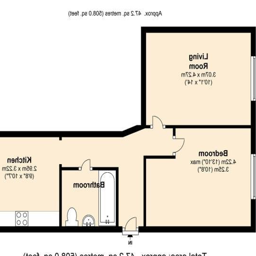 Approx. 47.2 sq. metres (508.0 sq. feet)
Living
Room
3.07m x 4.27m
(10'1" x 14')
Bedroom
4.22m (13'10") max
x 3.25m (10'8")
Kitchen
2.95m x 3.22m
(9'8" x 10'7")
Bathroom
IN
Total area: approx. 47.2 sq. metres (508.0 sq. feet)